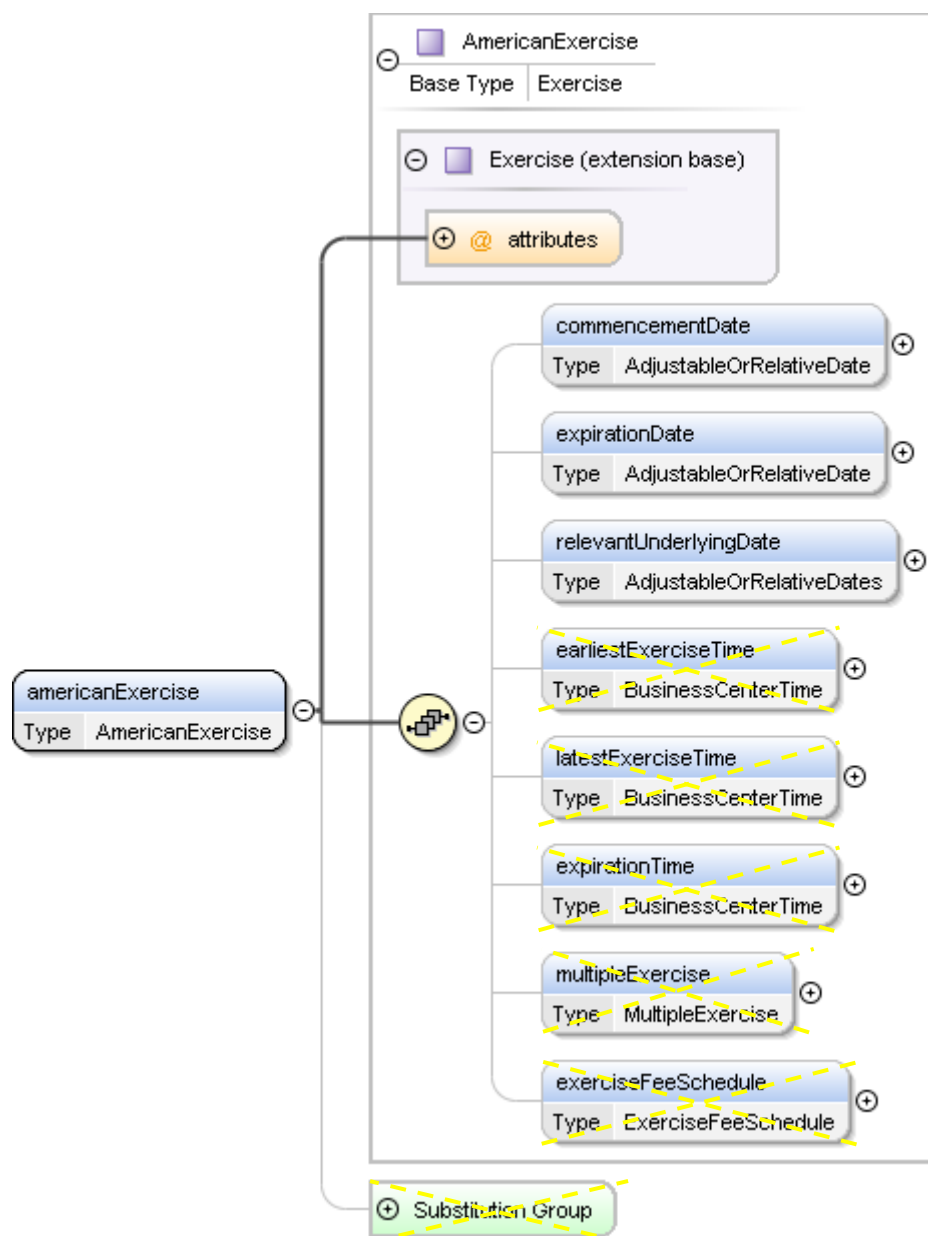 AmericanExercise
Base Type Exercise
Exercise (extension base)
@ attributes
commencementDate
Type AdjustableOrRelativeDate
expirationDate
Type AdjustableOrRelativeDate
relevantUnderlyingDate
Type AdjustableOrRelativeDates
earliestExerciseTime
Type BusinessCenterTime
americanExercise
Type AmericanExercise
latestExerciseTime
Type BusinessCenterTime
expirationTime
Type BusinessCenterTime
multipleExercise
Type MultipleExercise
exerciseFeeSchedule
Type ExerciseFeeSchedule
Substitution Group